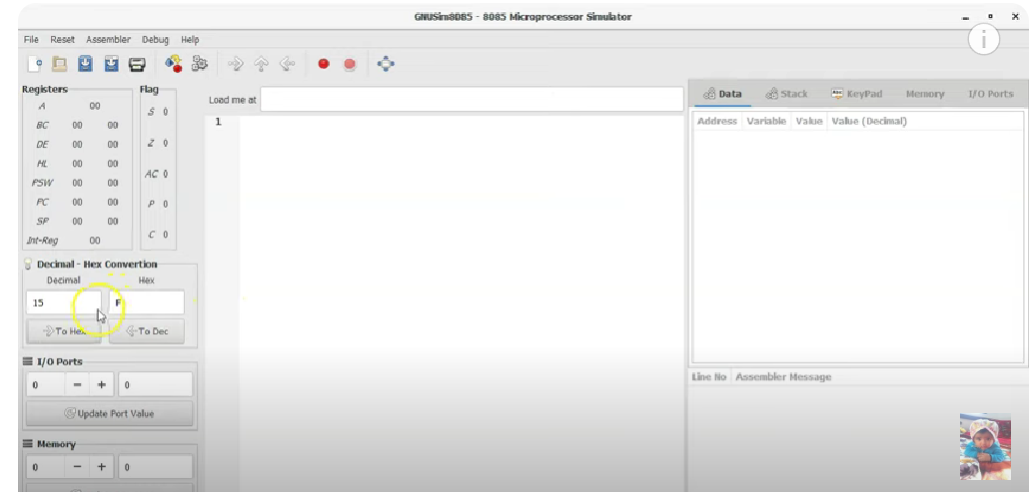 GNUSim8085 - 8085 Microprocessor Simulator
File Reset Assembler Debug Help
Registers
A 00
BC 00 00
DE 00 00
HL 00 00
PSW 00 00
PC 00 00
SP 00 00
Int-Reg 00
Flag
S 0
Z 0
AC 0
P 0
C 0
Decimal - Hex Convertion
Decimal Hex
15 F
To Hex To Dec
I/O Ports
0 − + 0
Update Port Value
Memory
0 − + 0
Load me at
1
Data Stack KeyPad Memory I/O Ports
Address Variable Value Value (Decimal)
Line No Assembler Message